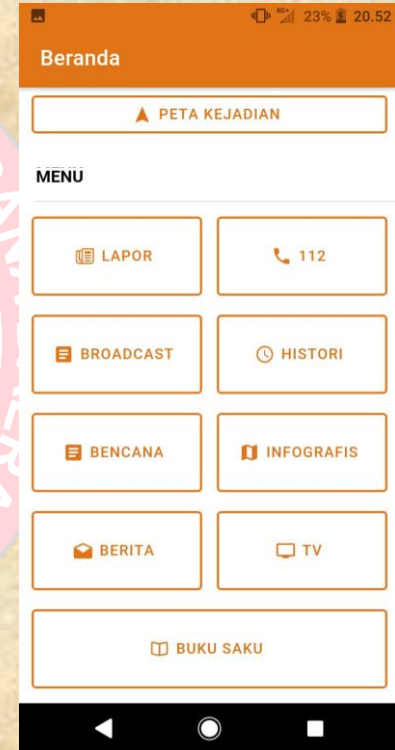 23% 20.52
Beranda
PETA KEJADIAN
MENU
LAPOR
112
BROADCAST
HISTORI
BENCANA
INFOGRAFIS
BERITA
TV
BUKU SAKU